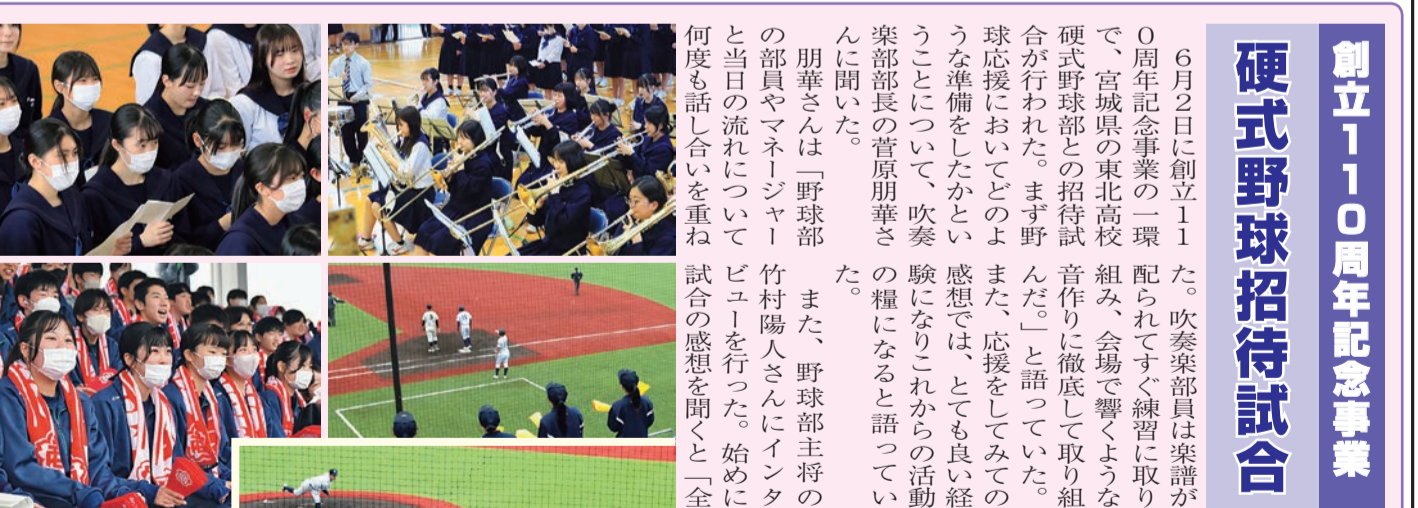 創立110周年記念事業
硬式野球招待試合
　６月２日に創立１１
０周年記念事業の一環
で、宮城県の東北高校
硬式野球部との招待試
合が行われた。まず野
球応援においてどのよ
うな準備をしたかとい
うことについて、吹奏
楽部部長の菅原朋華さ
んに聞いた。
　朋華さんは「野球部
の部員やマネージャー
と当日の流れについて
何度も話し合いを重ね
た。吹奏楽部員は楽譜が
配られてすぐ練習に取り
組み、会場で響くような
音作りに徹底して取り組
んだ。」と語っていた。
また、応援をしてみての
感想では、とても良い経
験になりこれからの活動
の糧になると語ってい
た。
　また、野球部主将の
竹村陽人さんにインタ
ビューを行った。始めに
試合の感想を聞くと「全